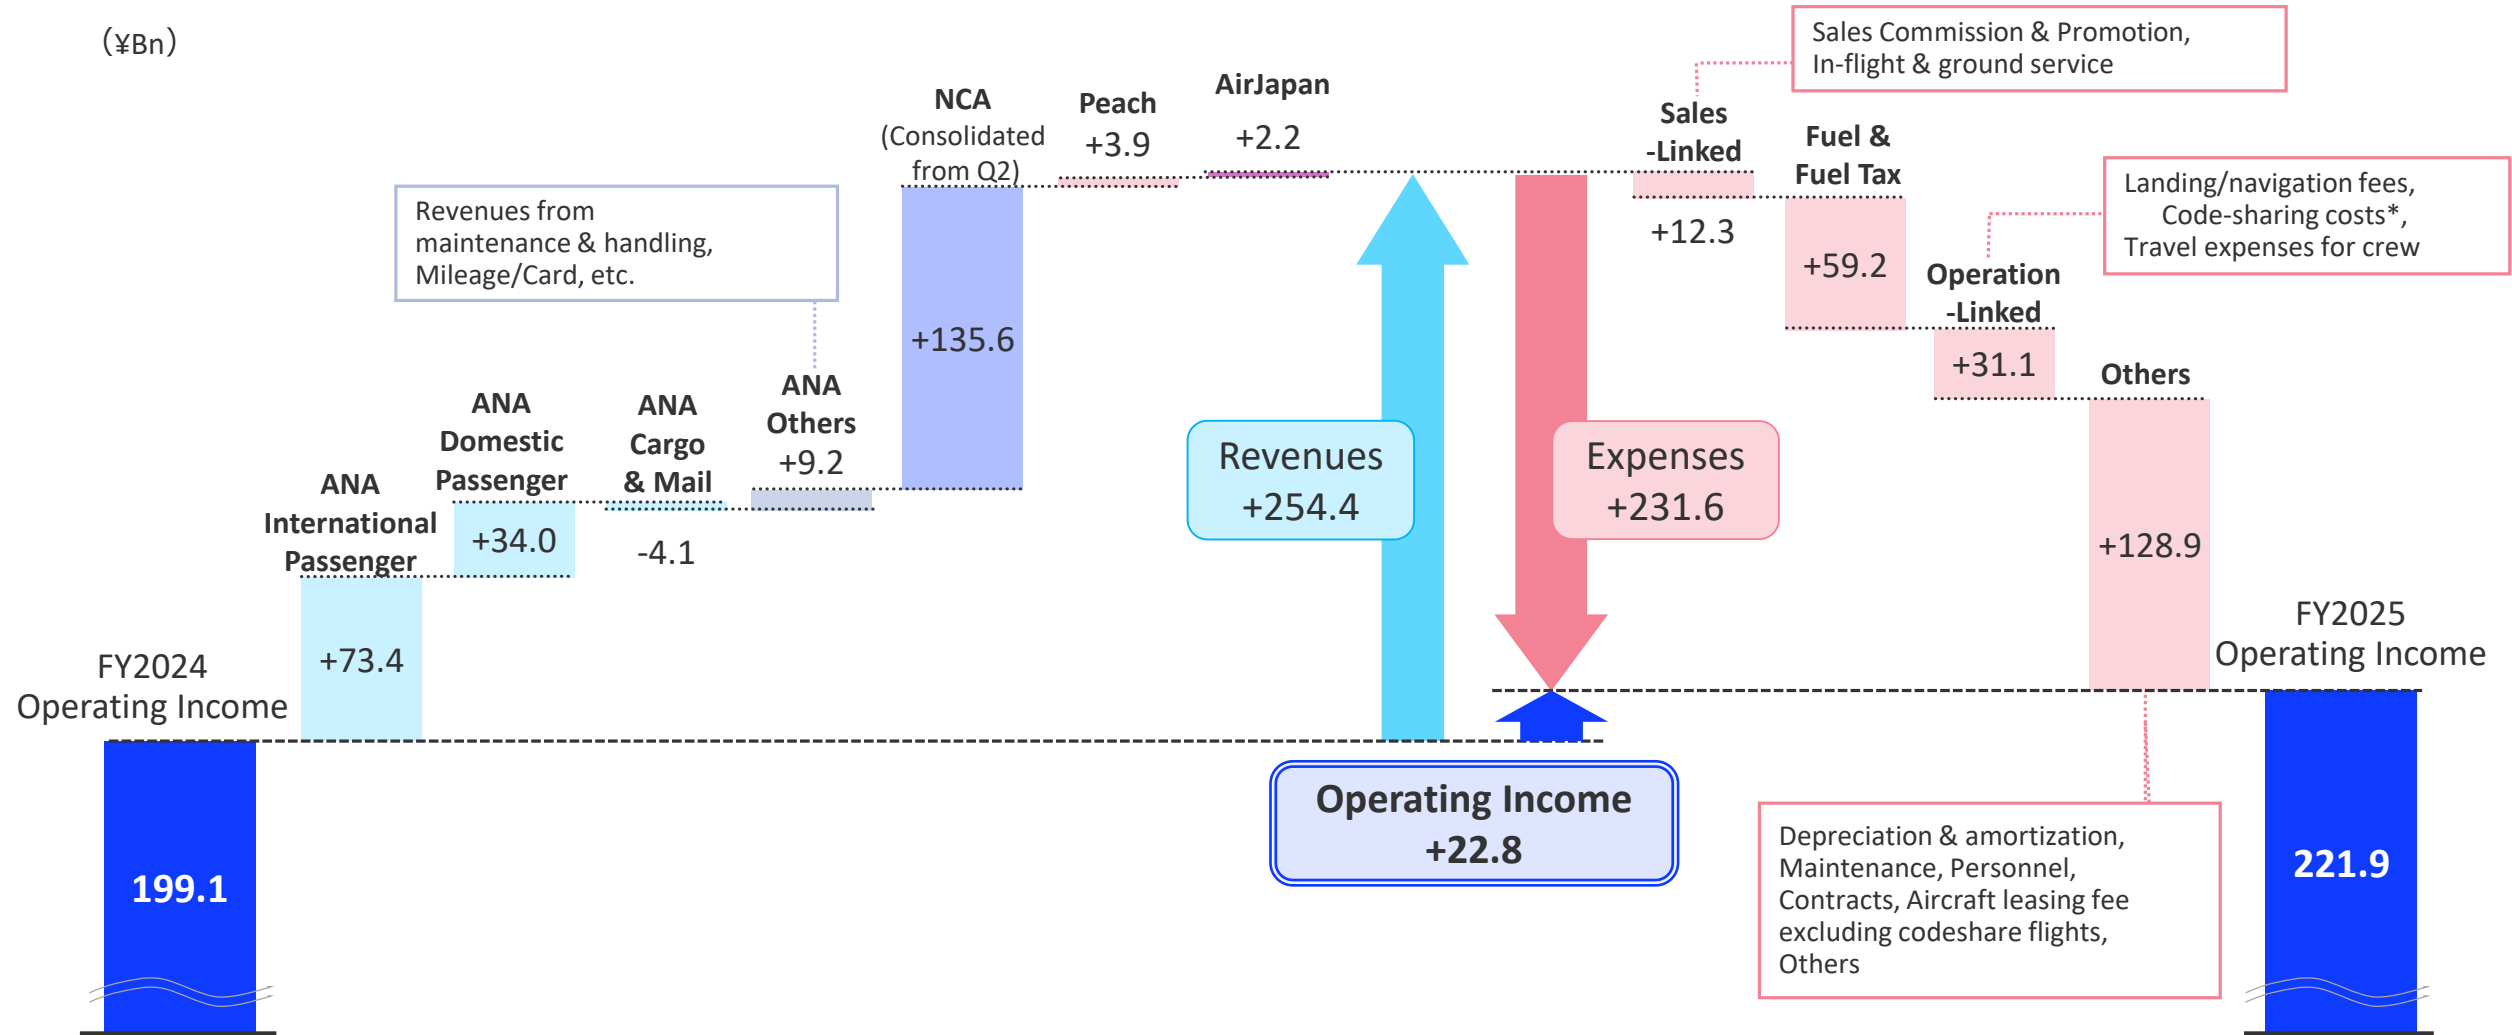 （¥Bn）
FY2024
Operating Income
199.1
ANA
International
Passenger
+73.4
ANA
Domestic
Passenger
+34.0
ANA
Cargo
& Mail
-4.1
Revenues from
maintenance & handling,
Mileage/Card, etc.
ANA
Others
+9.2
NCA
(Consolidated
from Q2)
+135.6
Peach
+3.9
AirJapan
+2.2
Revenues
+254.4
Expenses
+231.6
Operating Income
+22.8
Sales Commission & Promotion,
In-flight & ground service
Sales
-Linked
+12.3
Fuel &
Fuel Tax
+59.2
Landing/navigation fees,
Code-sharing costs*,
Travel expenses for crew
Operation
-Linked
+31.1
Others
+128.9
Depreciation & amortization,
Maintenance, Personnel,
Contracts, Aircraft leasing fee
excluding codeshare flights,
Others
FY2025
Operating Income
221.9